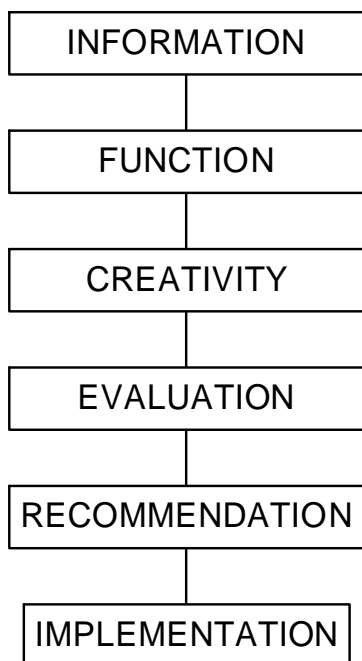 INFORMATION
FUNCTION
CREATIVITY
EVALUATION
RECOMMENDATION
IMPLEMENTATION